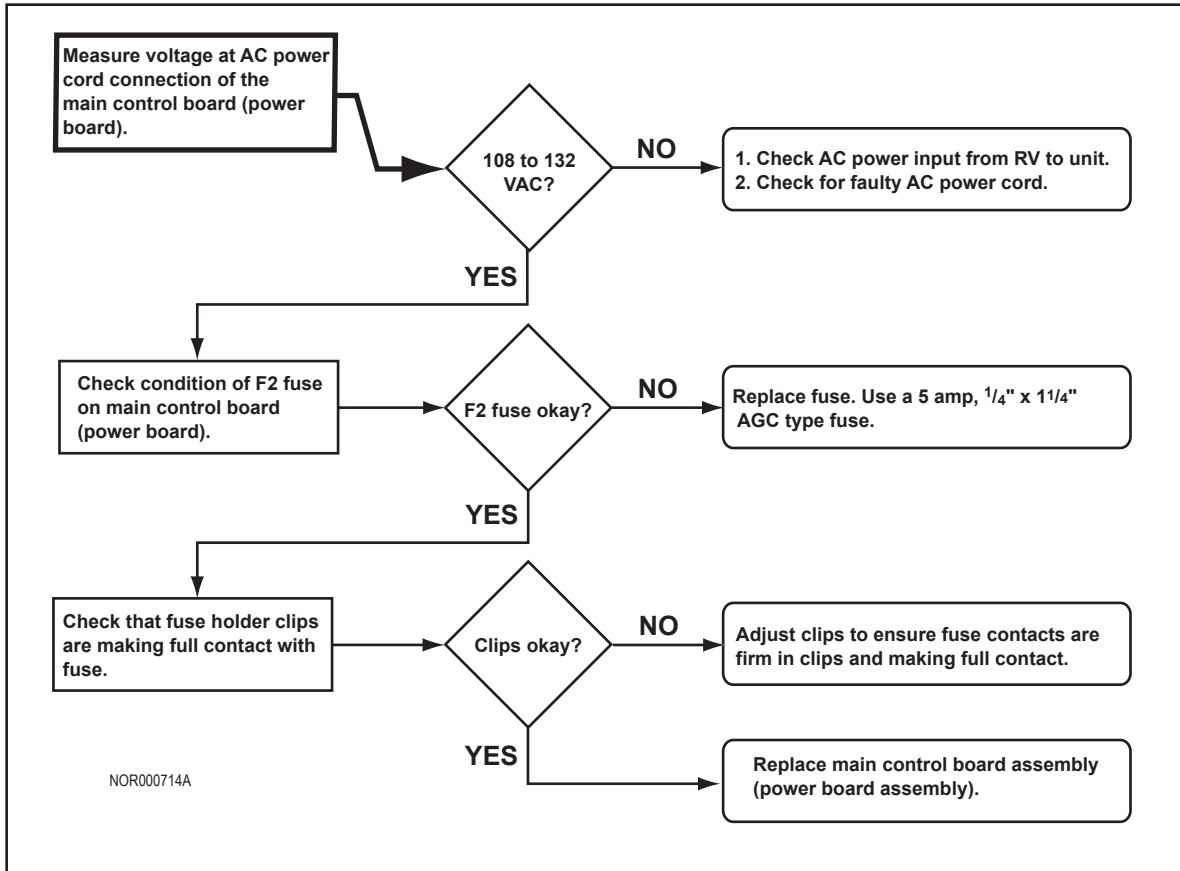 Measure voltage at AC power
cord connection of the
main control board (power
board).
108 to 132
VAC?
NO
1. Check AC power input from RV to unit.
2. Check for faulty AC power cord.
YES
Check condition of F2 fuse
on main control board
(power board).
F2 fuse okay?
NO
Replace fuse. Use a 5 amp, 1/4" x 11/4"
AGC type fuse.
YES
Check that fuse holder clips
are making full contact with
fuse.
Clips okay?
NO
Adjust clips to ensure fuse contacts are
firm in clips and making full contact.
YES
Replace main control board assembly
(power board assembly).
NOR000714A